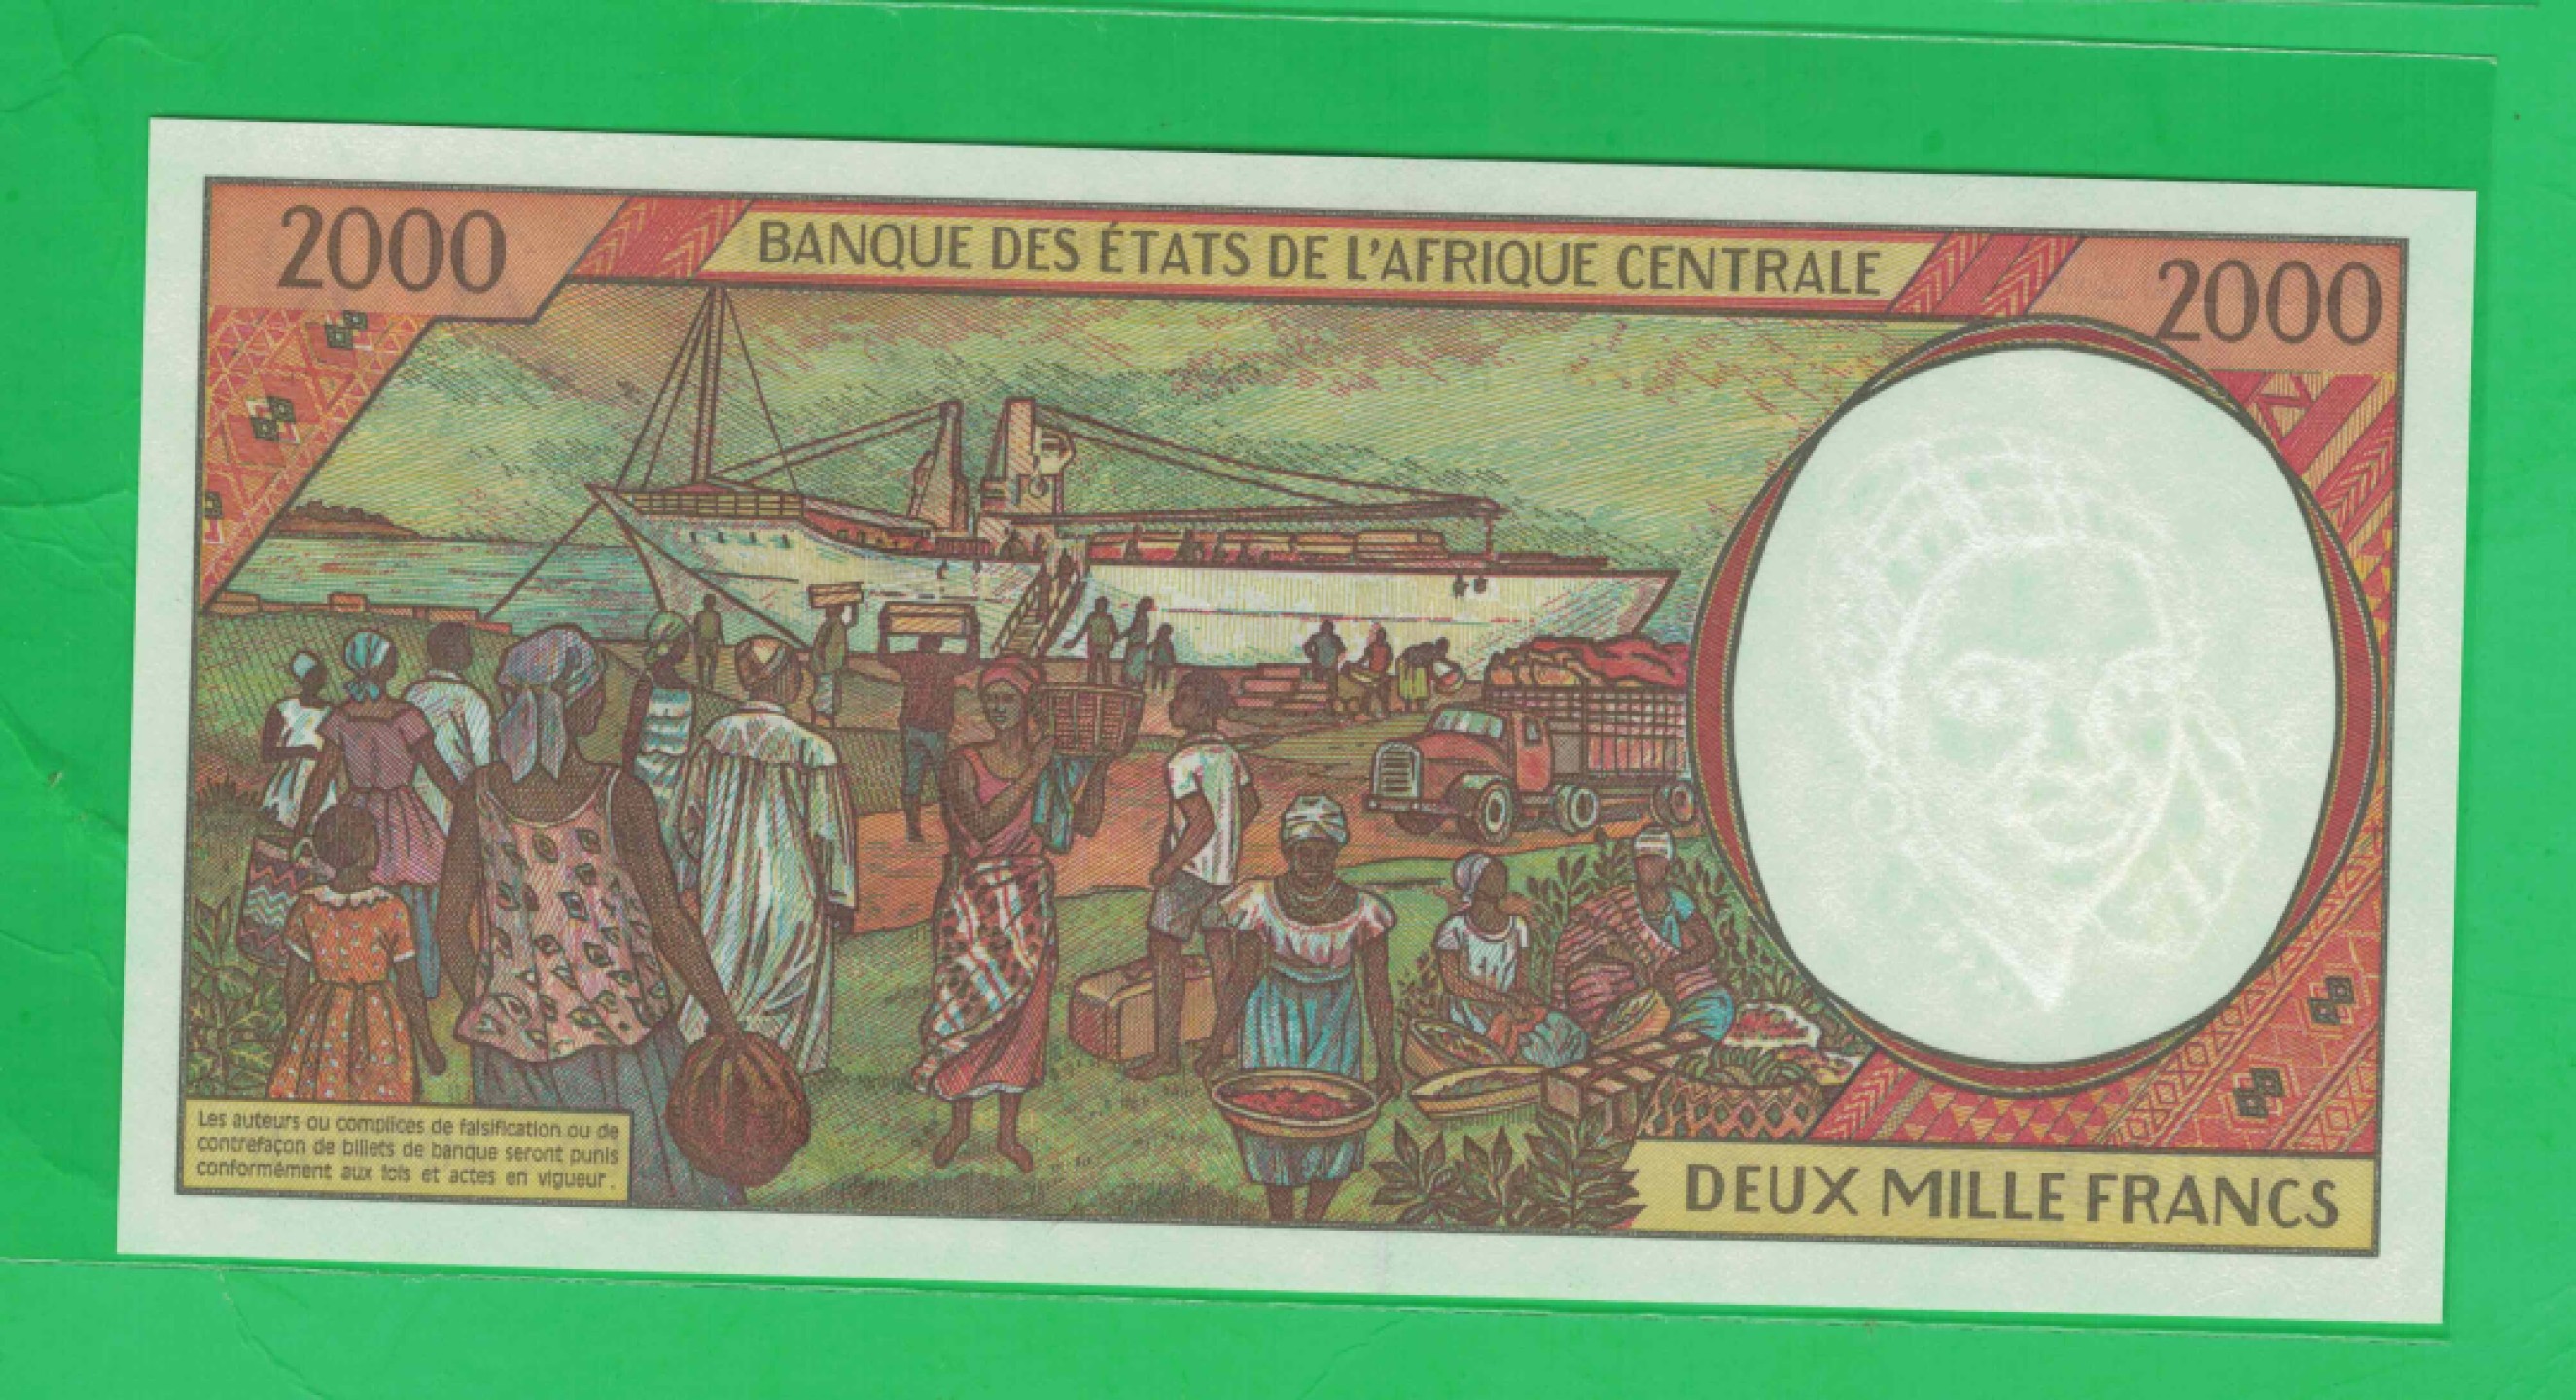 2000
BANQUE DES ÉTATS DE L'AFRIQUE CENTRALE
2000
Les auteurs ou complices de falsification ou de
contrefaçon de billets de banque seront punis
conformément aux lois et actes en vigueur.
DEUX MILLE FRANCS